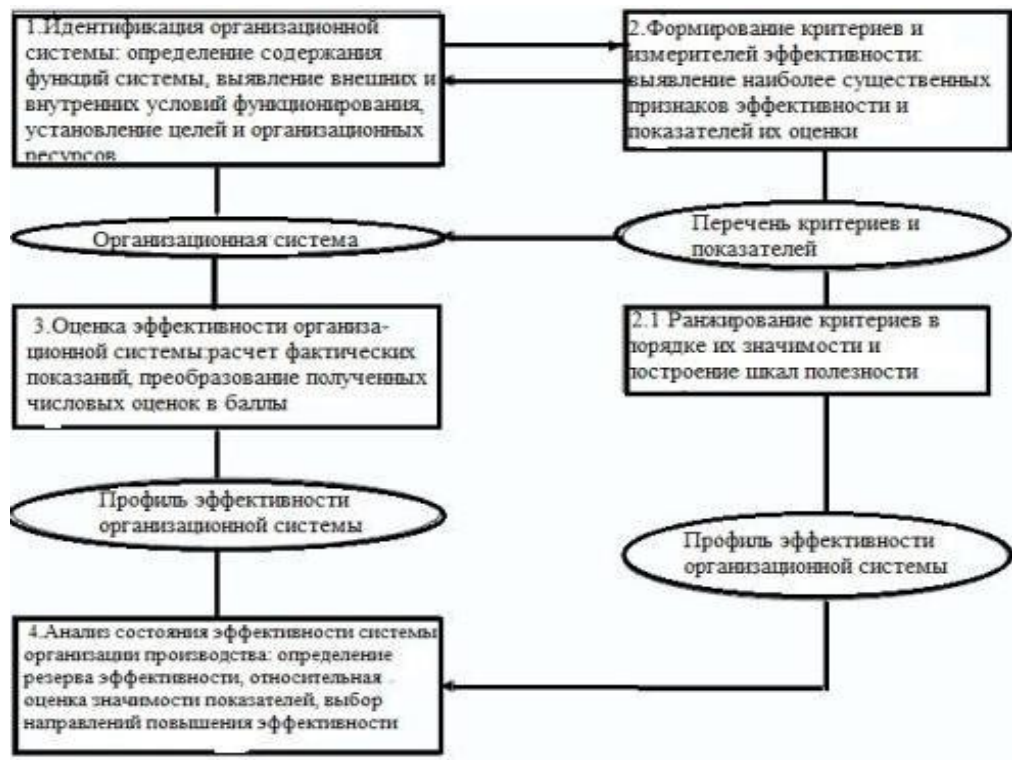 1.Идентификация организационной
системы: определение содержания
функций системы, выявление внешних и
внутренних условий функционирования,
установление целей и организационных
ресурсов
2.Формирование критериев и
измерителей эффективности:
выявление наиболее существенных
признаков эффективности и
показателей их оценки
Организационная система
Перечень критериев и
показателей
3.Оценка эффективности организа-
ционной системы:расчет фактических
показаний, преобразование полученных
числовых оценок в баллы
2.1 Ранжирование критериев в
порядке их значимости и
построение шкал полезности
Профиль эффективности
организационной системы
Профиль эффективности
организационной системы
4.Анализ состояния эффективности системы
организации производства: определение
резерва эффективности, относительная
оценка значимости показателей, выбор
направлений повышения эффективности